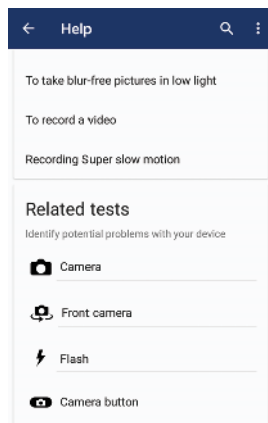 Help
To take blur-free pictures in low light
To record a video
Recording Super slow motion
Related tests
Identify potential problems with your device
Camera
Front camera
Flash
Camera button